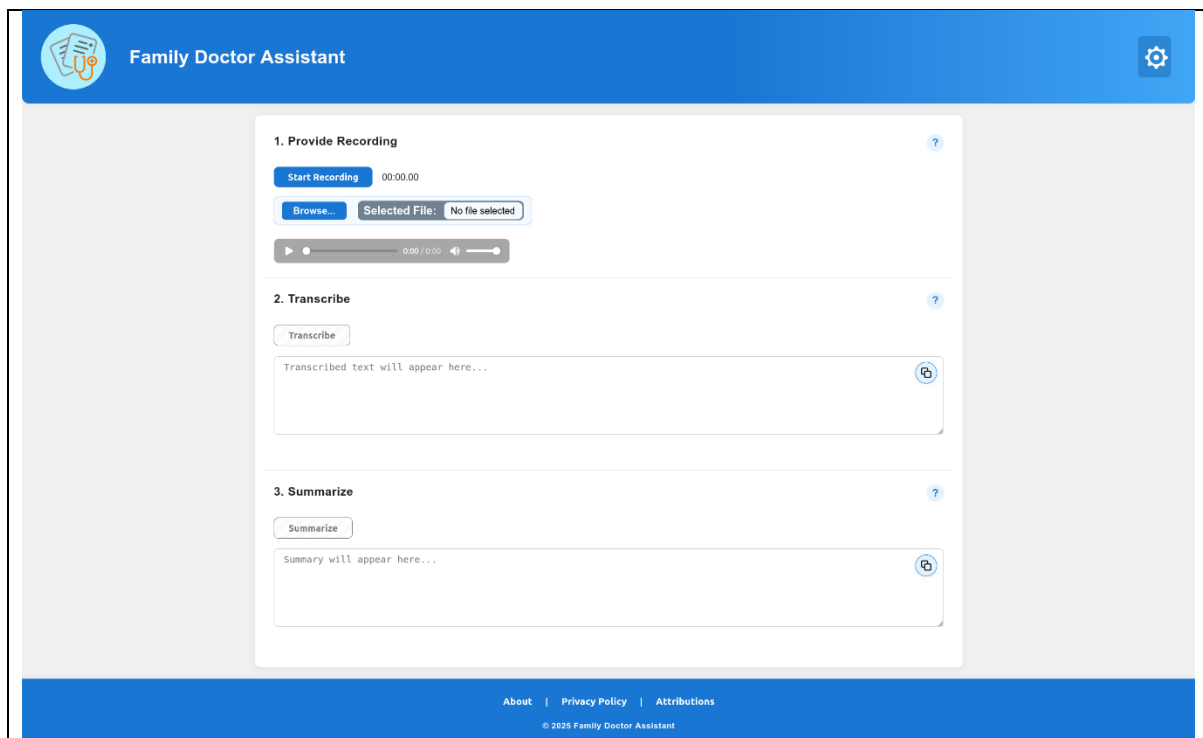 Family Doctor Assistant
1. Provide Recording
?
Start Recording 00:00.00
Browse... Selected File: No file selected
0:00 / 0:00
2. Transcribe
?
Transcribe
Transcribed text will appear here...
3. Summarize
?
Summarize
Summary will appear here...
About | Privacy Policy | Attributions
© 2025 Family Doctor Assistant